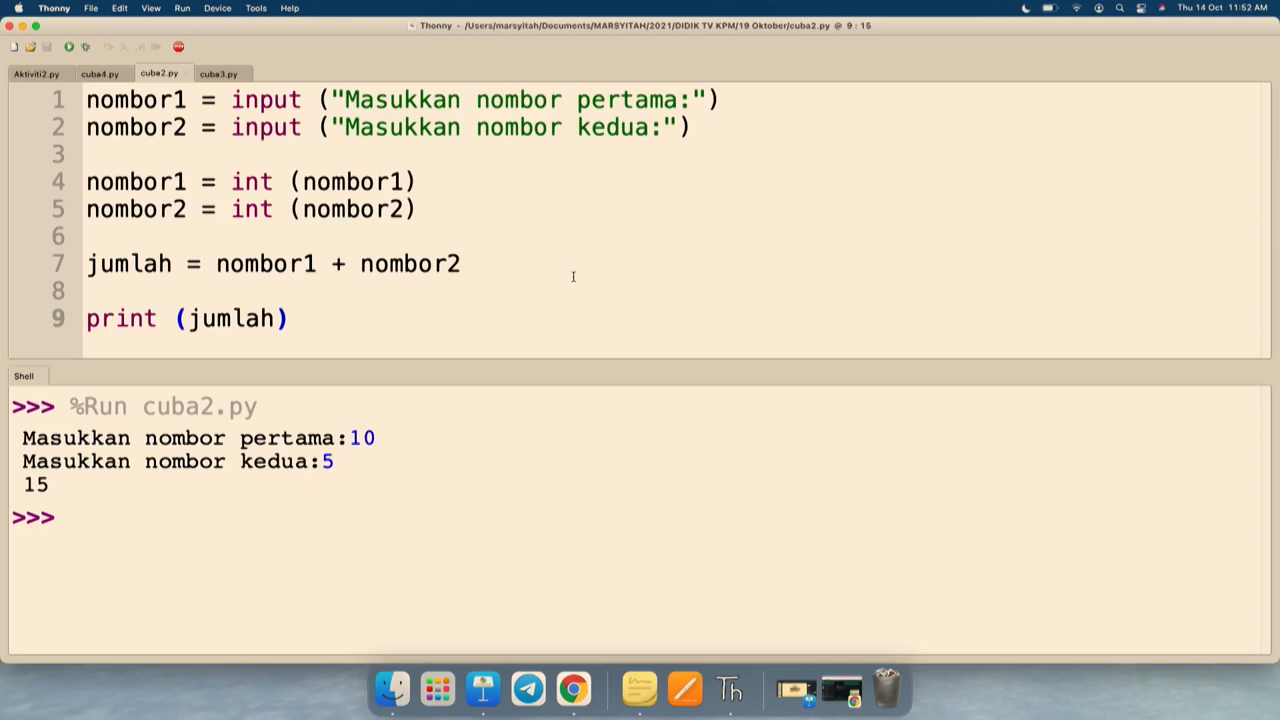 Thonny File Edit View Run Device Tools Help Thu 14 Oct 11:52 AM
Thonny - /Users/marsyitah/Documents/MARSYITAH/2021/DIDIK TV KPM/19 Oktober/cuba2.py @ 9 : 15
Aktiviti2.py cuba4.py cuba2.py cuba3.py
1 nombor1 = input ("Masukkan nombor pertama:")
2 nombor2 = input ("Masukkan nombor kedua:")
3
4 nombor1 = int (nombor1)
5 nombor2 = int (nombor2)
6
7 jumlah = nombor1 + nombor2
8
9 print (jumlah)
Shell
>>> %Run cuba2.py
Masukkan nombor pertama:10
Masukkan nombor kedua:5
15
>>>
Th